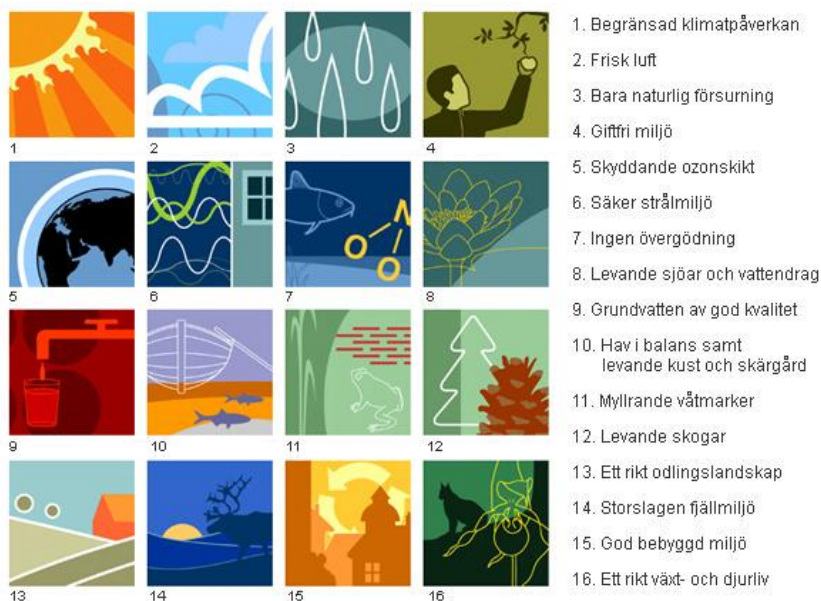 1
2
3
4
5
6
7
O
N
O
8
9
10
11
12
13
14
15
16
1. Begränsad klimatpåverkan
2. Frisk luft
3. Bara naturlig försurning
4. Giftfri miljö
5. Skyddande ozonskikt
6. Säker strålmiljö
7. Ingen övergödning
8. Levande sjöar och vattendrag
9. Grundvatten av god kvalitet
10. Hav i balans samt
levande kust och skärgård
11. Myllrande våtmarker
12. Levande skogar
13. Ett rikt odlingslandskap
14. Storslagen fjällmiljö
15. God bebyggd miljö
16. Ett rikt växt- och djurliv